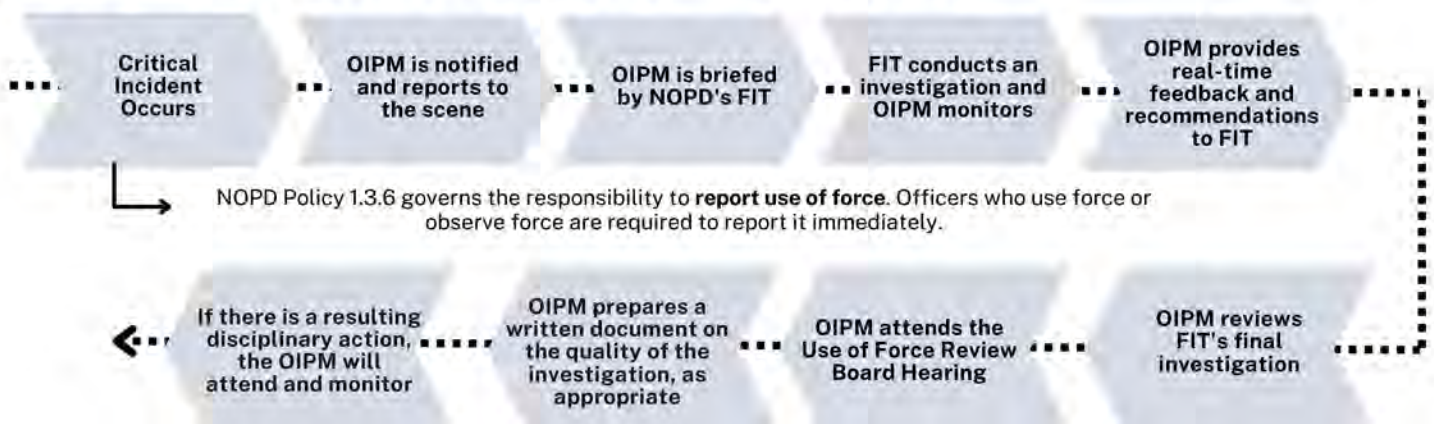 Critical
Incident
Occurs
OIPM is notified
and reports to
the scene
OIPM is briefed
by NOPD's FIT
FIT conducts an
investigation and
OIPM monitors
OIPM provides
real-time
feedback and
recommendations
to FIT
NOPD Policy 1.3.6 governs the responsibility to report use of force. Officers who use force or
observe force are required to report it immediately.
OIPM reviews
FIT's final
investigation
OIPM attends the
Use of Force Review
Board Hearing
OIPM prepares a
written document on
the quality of the
investigation, as
appropriate
If there is a resulting
disciplinary action,
the OIPM will
attend and monitor